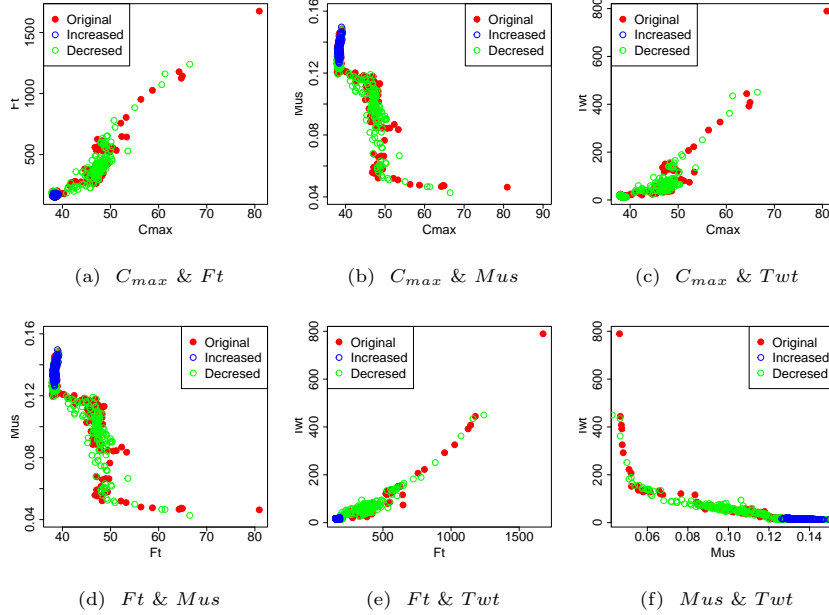 Original
Increased
Decresed
Ft
500
1000
1500
40 50 60 70 80
Cmax
(a) Cmax & Ft
Original
Increased
Decresed
Mus
0.04
0.08
0.12
0.16
40 50 60 70 80 90
Cmax
(b) Cmax & Mus
Original
Increased
Decresed
Twt
0
200
400
600
800
40 50 60 70 80
Cmax
(c) Cmax & Twt
Original
Increased
Decresed
Mus
0.04
0.08
0.12
0.16
40 50 60 70 80
Ft
(d) Ft & Mus
Original
Increased
Decresed
Twt
0
200
400
600
800
500 1000 1500
Ft
(e) Ft & Twt
Original
Increased
Decresed
Twt
0
200
400
600
800
0.06 0.08 0.10 0.12 0.14
Mus
(f) Mus & Twt